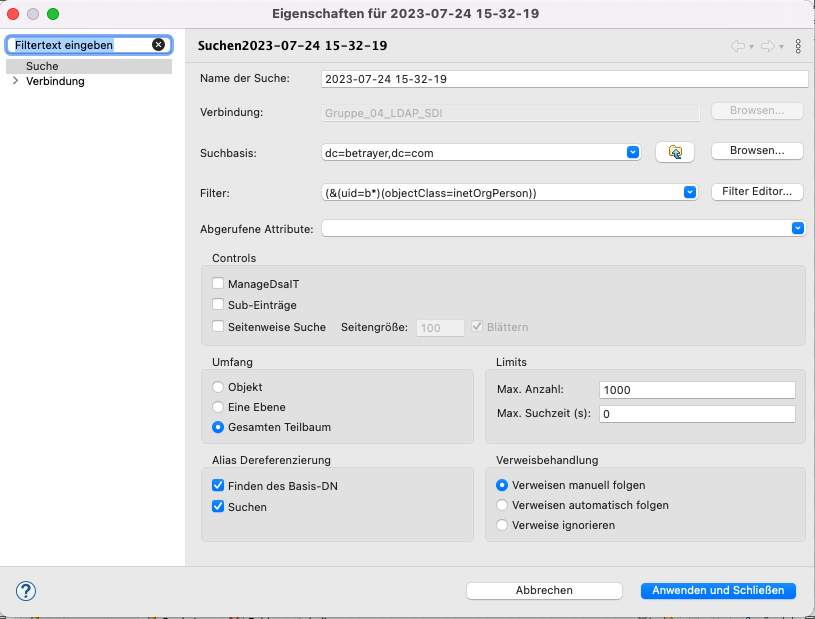 Eigenschaften für 2023-07-24 15-32-19
Filtertext eingeben
Suche
Verbindung
Suchen2023-07-24 15-32-19
Name der Suche: 2023-07-24 15-32-19
Verbindung: Gruppe_04_LDAP_SDI Browsen...
Suchbasis: dc=betrayer,dc=com Browsen...
Filter: (&(uid=b*)(objectClass=inetOrgPerson)) Filter Editor...
Abgerufene Attribute:
Controls
ManageDsaIT
Sub-Einträge
Seitenweise Suche Seitengröße: 100 Blättern
Umfang
Objekt
Eine Ebene
Gesamten Teilbaum
Limits
Max. Anzahl: 1000
Max. Suchzeit (s): 0
Alias Dereferenzierung
Finden des Basis-DN
Suchen
Verweisbehandlung
Verweisen manuell folgen
Verweisen automatisch folgen
Verweise ignorieren
?
Abbrechen
Anwenden und Schließen